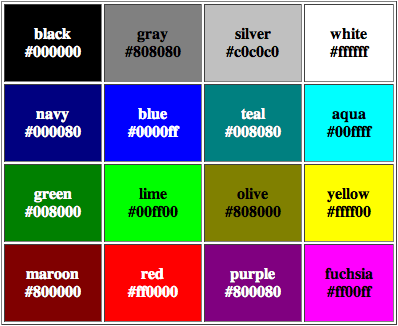 black gray silver white
#000000 #808080 #c0c0c0 #ffffff
navy blue teal aqua
#000080 #0000ff #008080 #00ffff
green lime olive yellow
#008000 #00ff00 #808000 #ffff00
maroon red purple fuchsia
#800000 #ff0000 #800080 #ff00ff